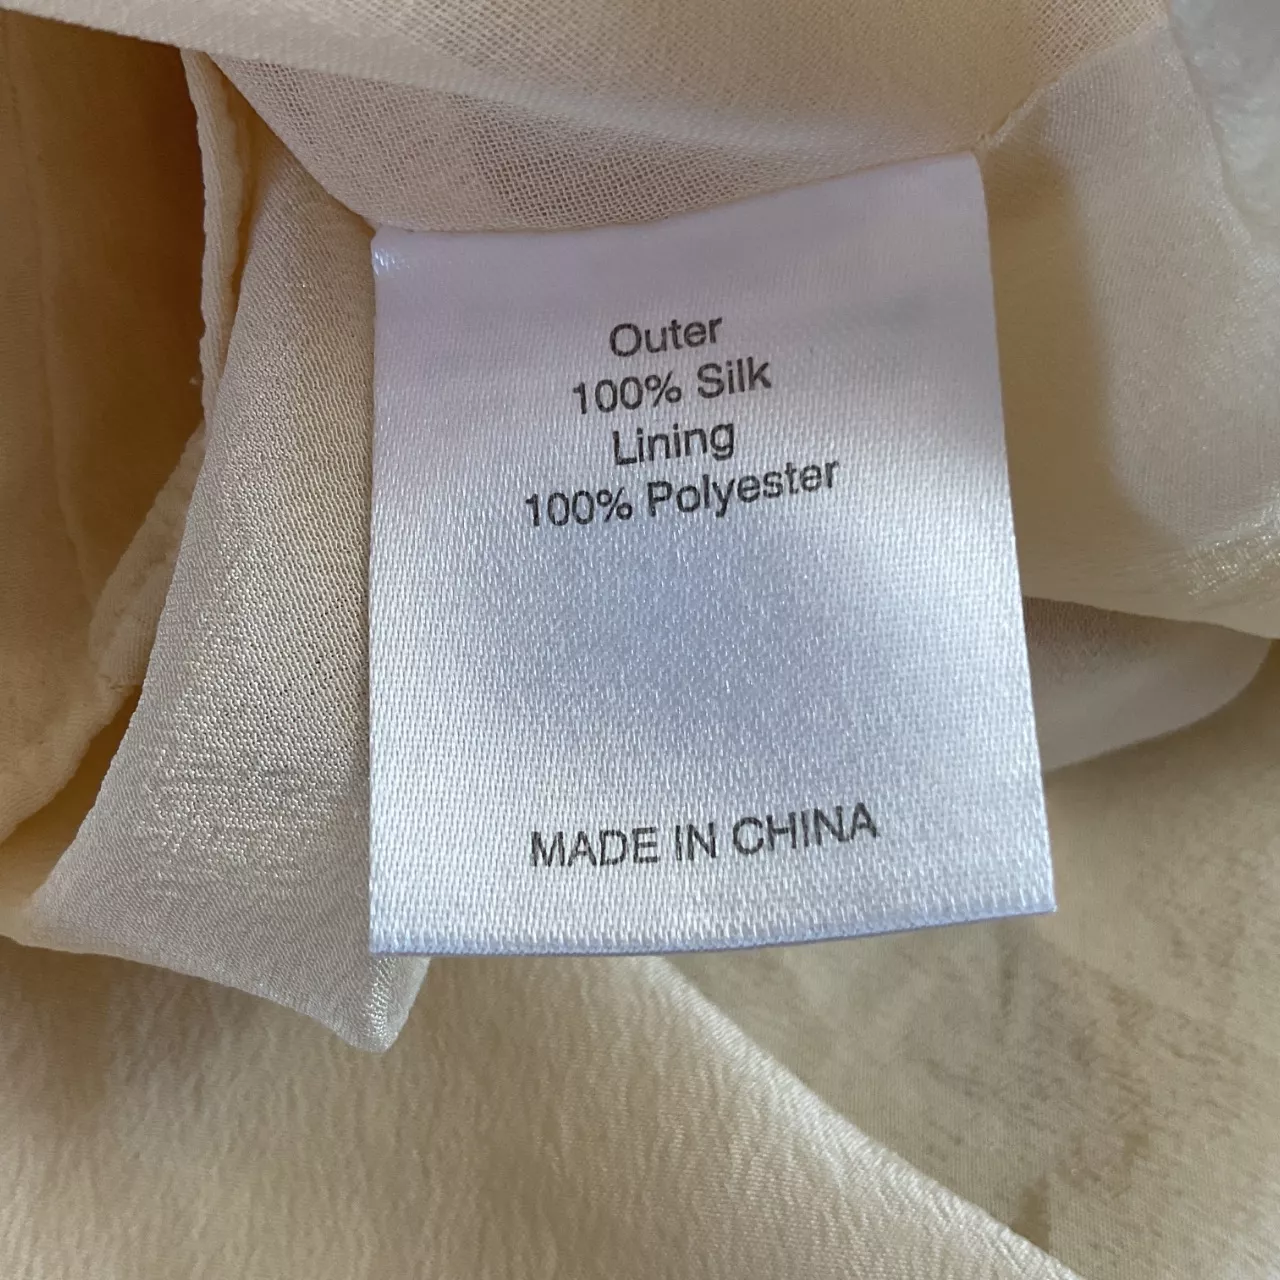 Outer
100% Silk
Lining
100% Polyester
MADE IN CHINA